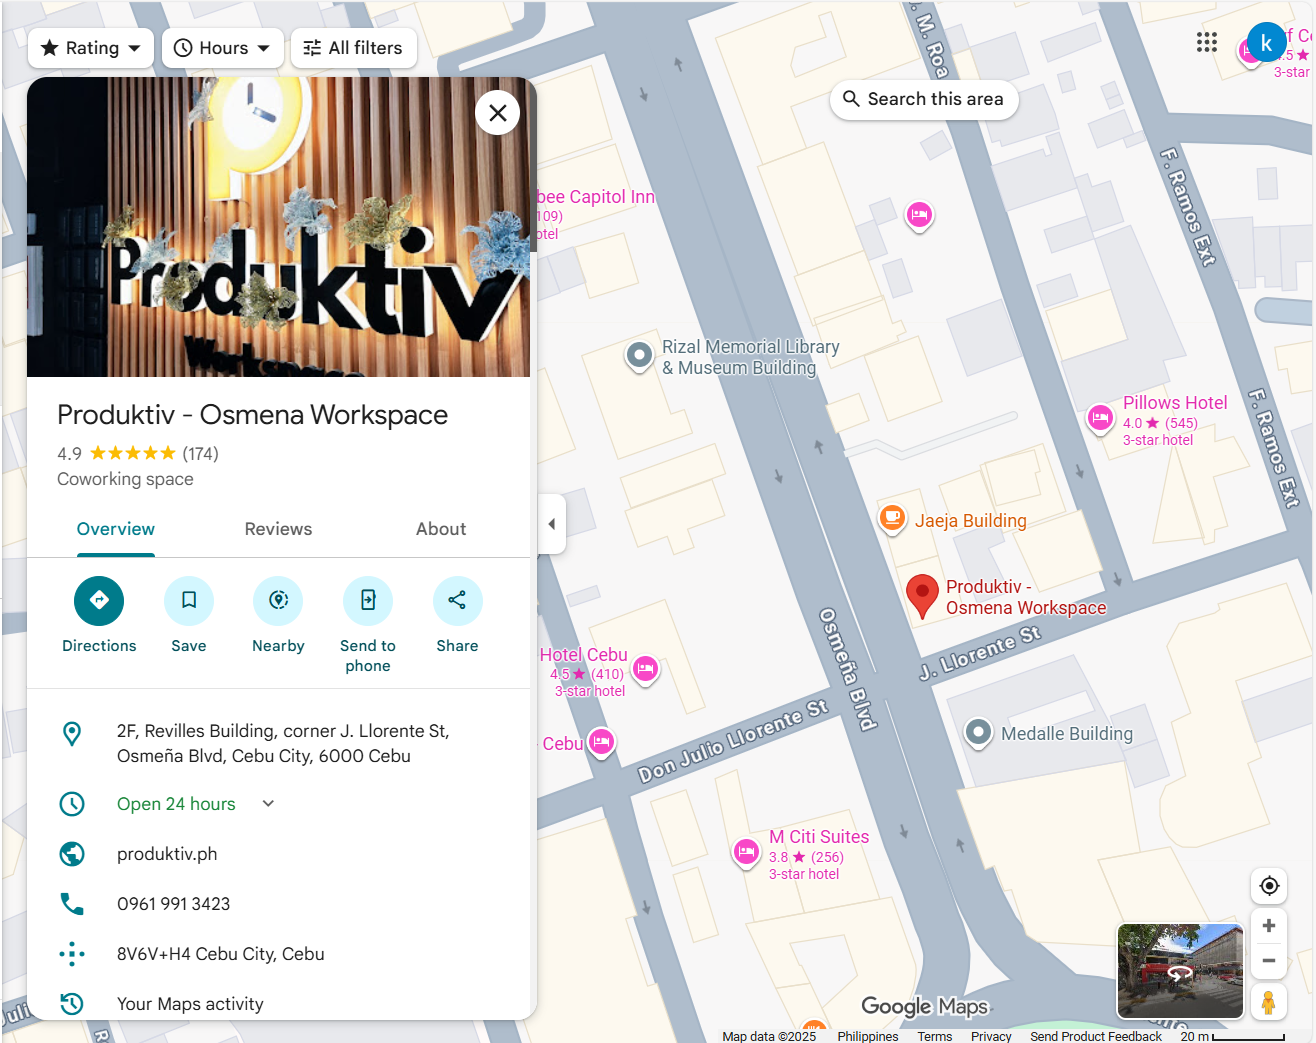 Rating
Hours
All filters
k
Search this area
Produktiv
Workspace
Produktiv - Osmena Workspace
4.9 ★★★★★ (174)
Coworking space
Overview
Reviews
About
Directions
Save
Nearby
Send to
phone
Share
2F, Revilles Building, corner J. Llorente St,
Osmeña Blvd, Cebu City, 6000 Cebu
Open 24 hours
produktiv.ph
0961 991 3423
8V6V+H4 Cebu City, Cebu
Your Maps activity
bee Capitol Inn
109)
otel
Rizal Memorial Library
& Museum Building
Pillows Hotel
4.0 ★ (545)
3-star hotel
Jaeja Building
Produktiv -
Osmena Workspace
Hotel Cebu
4.5 ★ (410)
3-star hotel
Cebu
Medalle Building
M Citi Suites
3.8 ★ (256)
3-star hotel
.5 ★
3-star
M. Roa
F. Ramos Ext
F. Ramos Ext
Osmeña Blvd
J. Llorente St
Don Julio Llorente St
Google Maps
Map data ©2025
Philippines
Terms
Privacy
Send Product Feedback
20 m